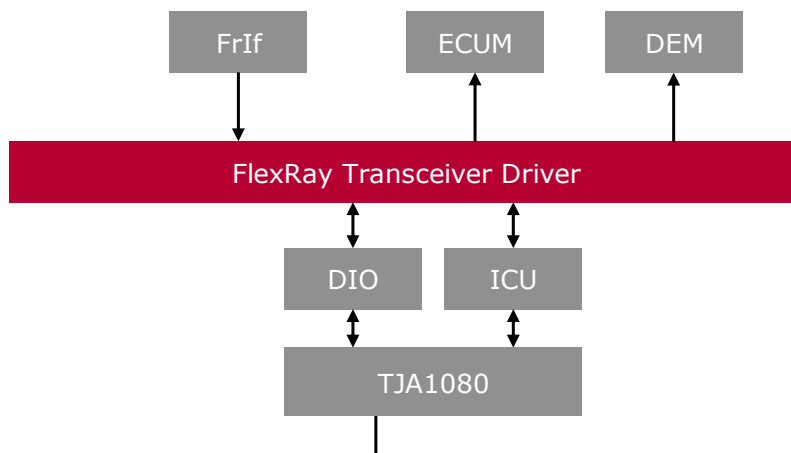 FrIf
ECUM
DEM
FlexRay Transceiver Driver
DIO
ICU
TJA1080